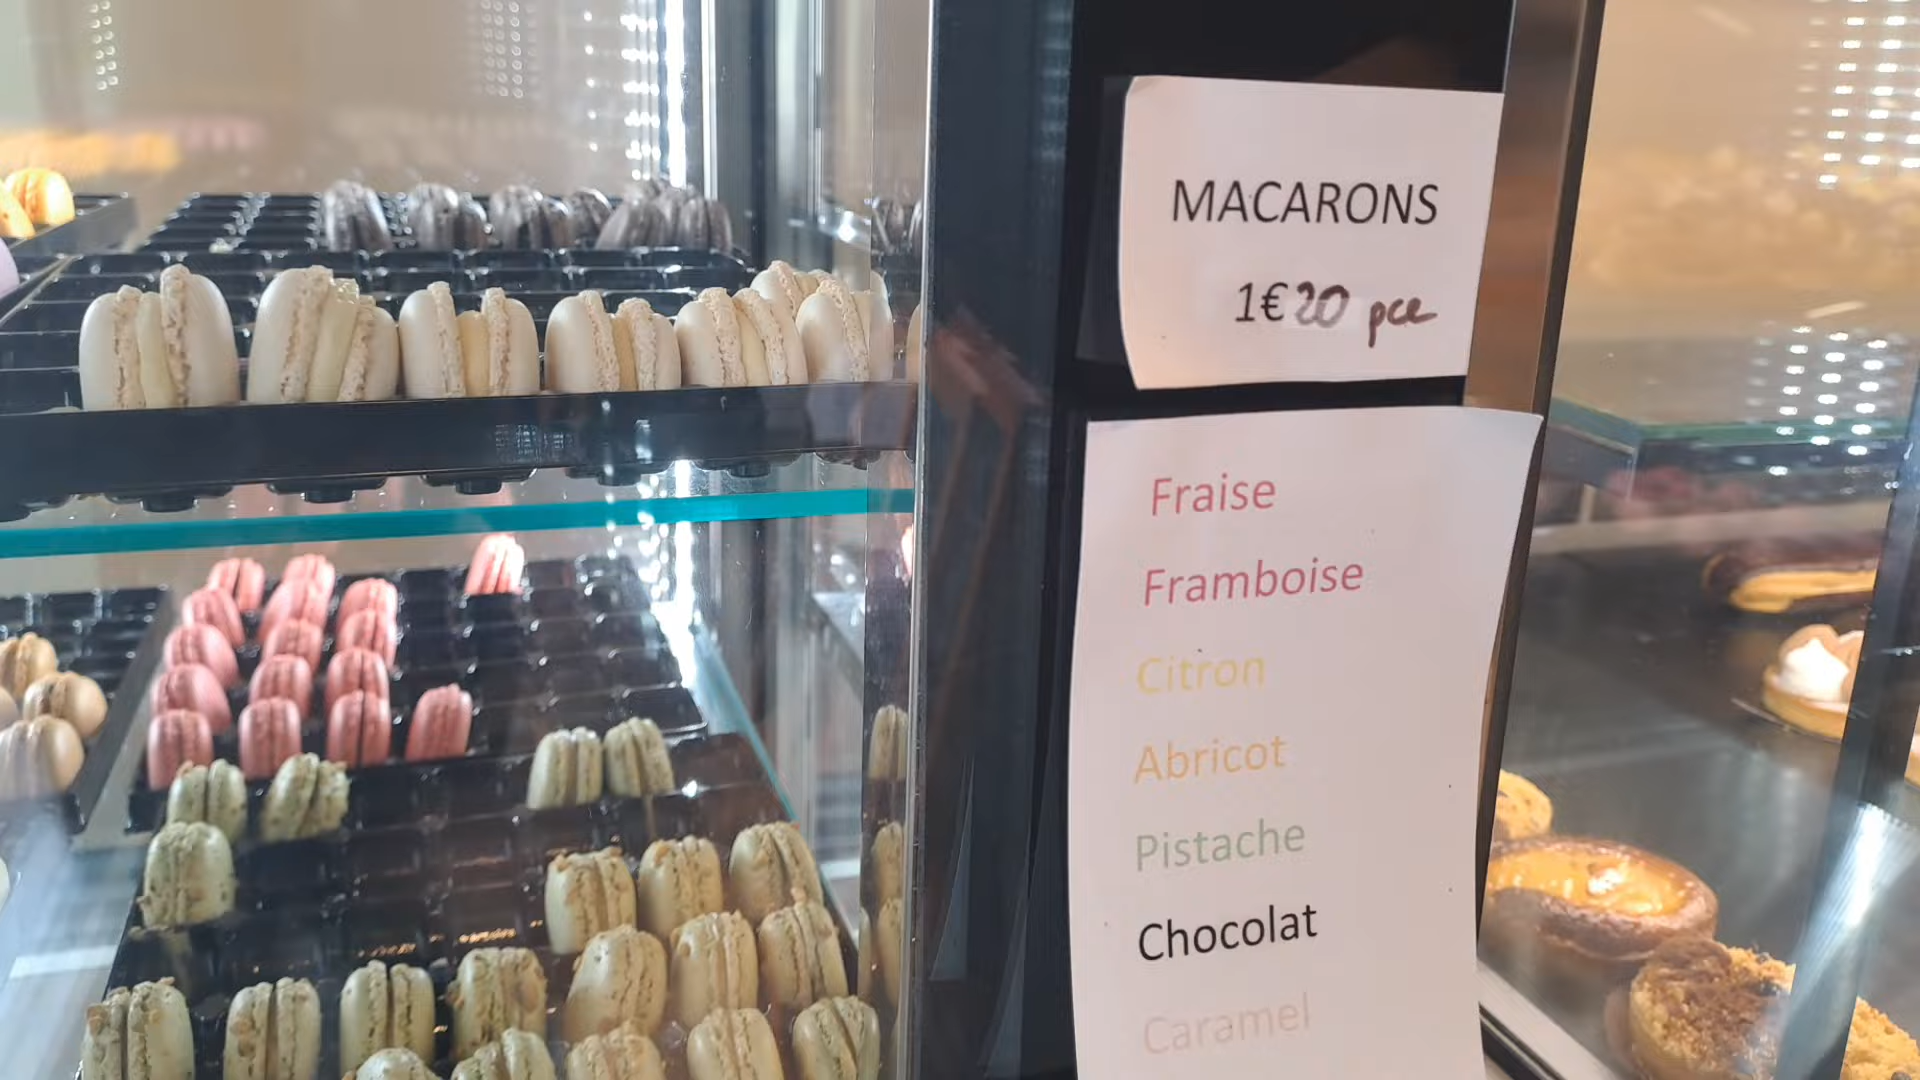 MACARONS
1€20 pce
Fraise
Framboise
Citron
Abricot
Pistache
Chocolat
Caramel